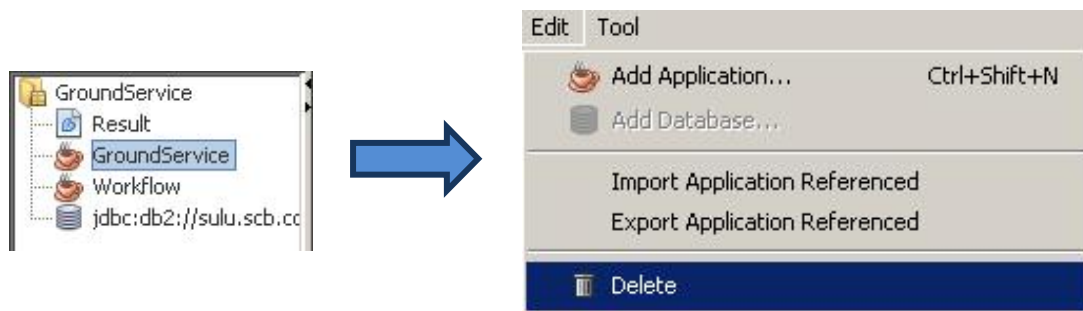 GroundService
Result
GroundService
Workflow
jdbc:db2://sulu.scb.cc
Edit Tool
Add Application... Ctrl+Shift+N
Add Database...
Import Application Referenced
Export Application Referenced
Delete